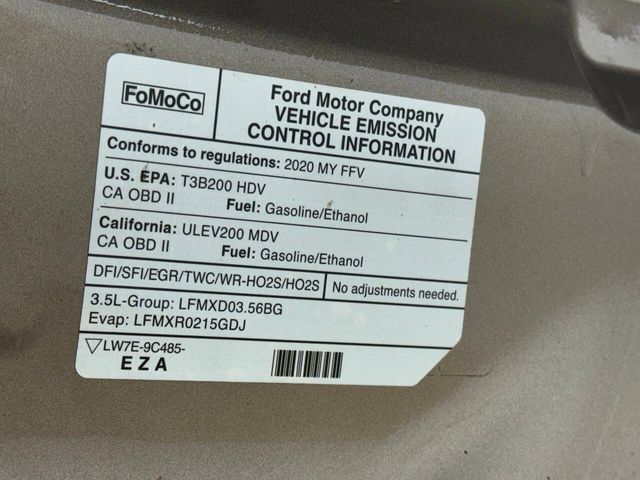 FoMoCo
Ford Motor Company
VEHICLE EMISSION
CONTROL INFORMATION
Conforms to regulations: 2020 MY FFV
U.S. EPA: T3B200 HDV
CA OBD II Fuel: Gasoline/Ethanol
California: ULEV200 MDV
CA OBD II Fuel: Gasoline/Ethanol
DFI/SFI/EGR/TWC/WR-HO2S/HO2S No adjustments needed.
3.5L-Group: LFMXD03.56BG
Evap: LFMXR0215GDJ
LW7E-9C485-
EZA